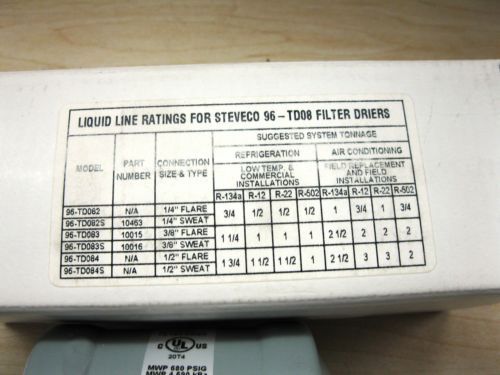 LIQUID LINE RATINGS FOR STEVECO 96-TD08 FILTER DRIERS
SUGGESTED SYSTEM TONNAGE
MODEL PART NUMBER CONNECTION SIZE & TYPE
REFRIGERATION AIR CONDITIONING
LOW TEMP. & COMMERCIAL INSTALLATIONS FIELD REPLACEMENT AND FIELD INSTALLATIONS
R-134a R-12 R-22 R-502 R-134a R-12 R-22 R-502
96-TD082 N/A 1/4" FLARE
96-TD082S 10463 1/4" SWEAT
3/4 1/2 1/2 1/2 1 3/4 1 3/4
96-TD083 10015 3/8" FLARE
96-TD083S 10016 3/8" SWEAT
1 1/4 1 1 1 2 1/2 2 2 2
96-TD084 N/A 1/2" FLARE
96-TD084S N/A 1/2" SWEAT
1 3/4 1 1/2 1 1/2 1 2 1/2 3 3 2
C UL US
20T4
MWP 680 PSIG
MWP 4,690 kPa